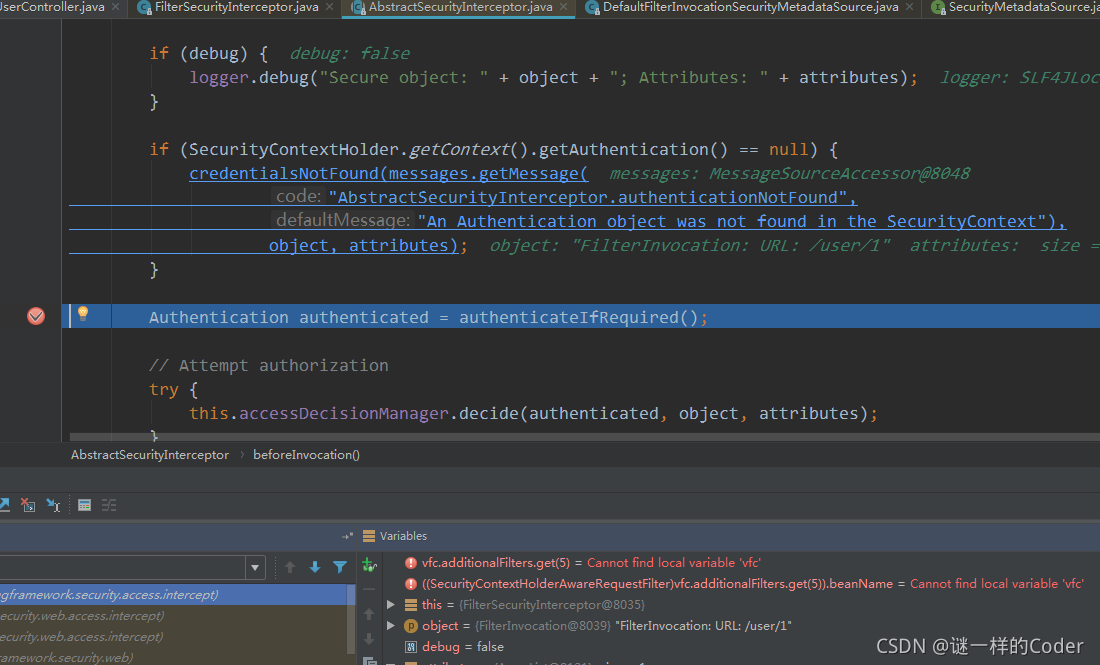 UserController.java × FilterSecurityInterceptor.java × AbstractSecurityInterceptor.java × DefaultFilterInvocationSecurityMetadataSource.java × SecurityMetadataSource.ja
if (debug) { debug: false
logger.debug("Secure object: " + object + "; Attributes: " + attributes); logger: SLF4JLoc
}
if (SecurityContextHolder.getContext().getAuthentication() == null) {
credentialsNotFound(messages.getMessage( messages: MessageSourceAccessor@8048
code: "AbstractSecurityInterceptor.authenticationNotFound",
defaultMessage: "An Authentication object was not found in the SecurityContext"),
object, attributes); object: "FilterInvocation: URL: /user/1" attributes: size =
}
Authentication authenticated = authenticateIfRequired();
// Attempt authorization
try {
this.accessDecisionManager.decide(authenticated, object, attributes);
}
AbstractSecurityInterceptor › beforeInvocation()
Variables
vfc.additionalFilters.get(5) = Cannot find local variable 'vfc'
((SecurityContextHolderAwareRequestFilter)vfc.additionalFilters.get(5)).beanName = Cannot find local variable 'vfc'
ngframework.security.access.intercept)
this = {FilterSecurityInterceptor@8035}
ecurity.web.access.intercept)
object = {FilterInvocation@8039} "FilterInvocation: URL: /user/1"
ecurity.web.access.intercept)
debug = false
ramework.security.web)
CSDN @谜一样的Coder